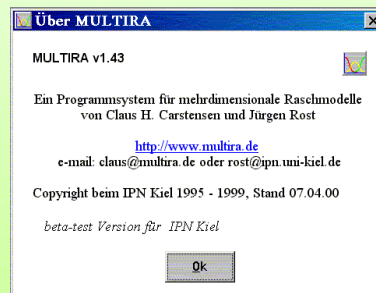 Über MULTIRA
MULTIRA v1.43
Ein Programmsystem für mehrdimensionale Raschmodelle
von Claus H. Carstensen und Jürgen Rost
http://www.multira.de
e-mail: claus@multira.de oder rost@ipn.uni-kiel.de
Copyright beim IPN Kiel 1995 - 1999, Stand 07.04.00
beta-test Version für IPN Kiel
Ok